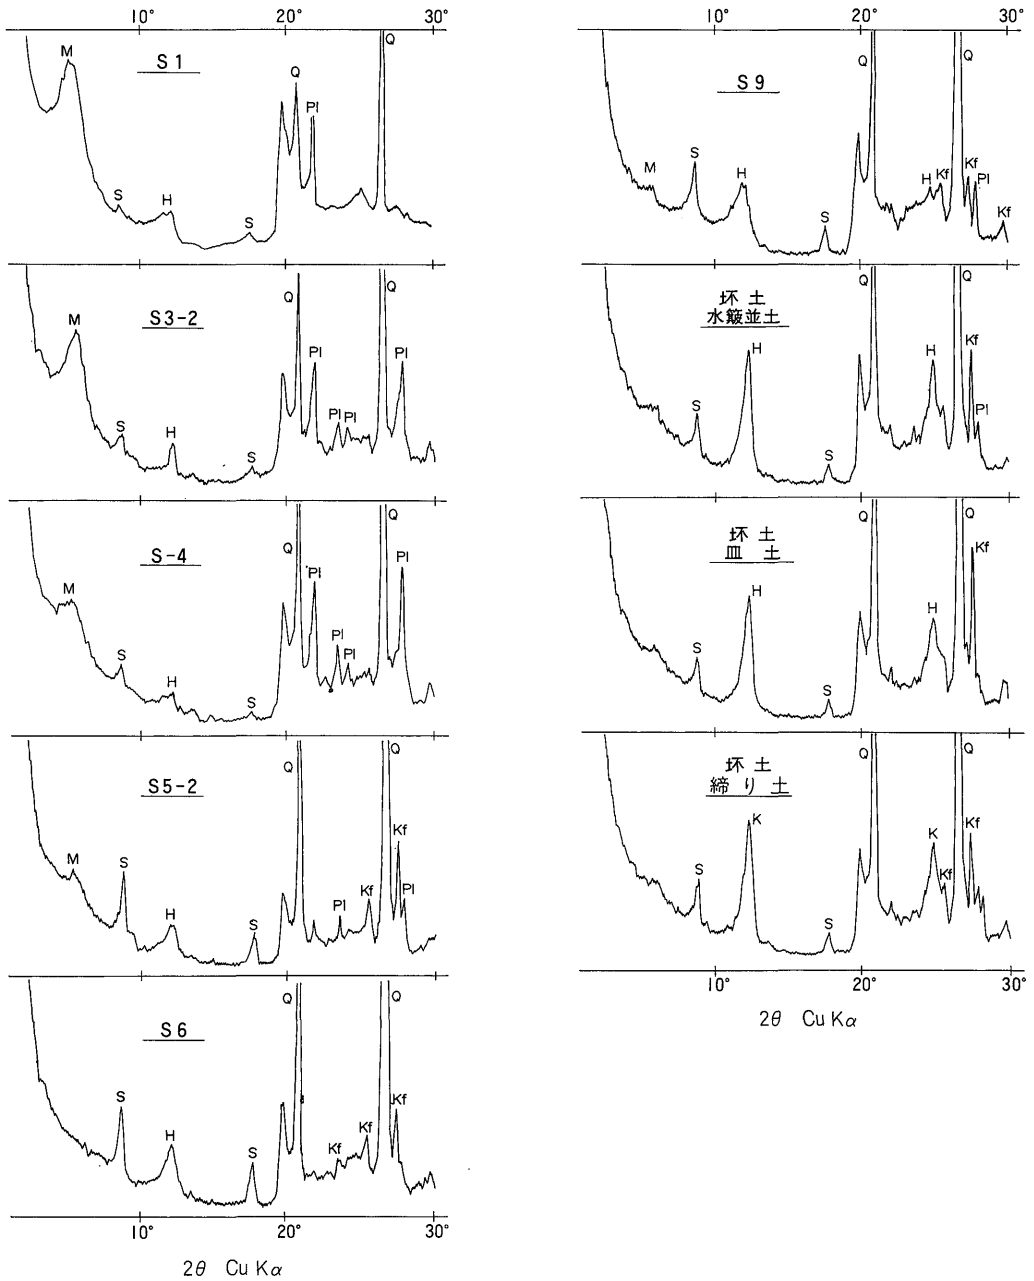 10° 20° 30°
M S1 Q
S H Q Pl S
M S3-2 Q Q
S H S Pl Pl Pl Pl
M S-4 Q Q
S H S Pl Pl Pl Pl
M S5-2 Q Q
S H S Pl Kf Kf Pl
S6 Q Q
S H S Kf Kf Kf
10° 20° 30°
2θ Cu Kα
10° 20° 30°
S9 Q Q
M S H S H Kf Kf Pl Kf
坏 土
水簸並土
S H S Q H Q Kf Pl
坏 土
皿 土
S H S Q H Q Kf
坏 土
締 り 土
S K S Q K Kf Q Kf
10° 20° 30°
2θ Cu Kα